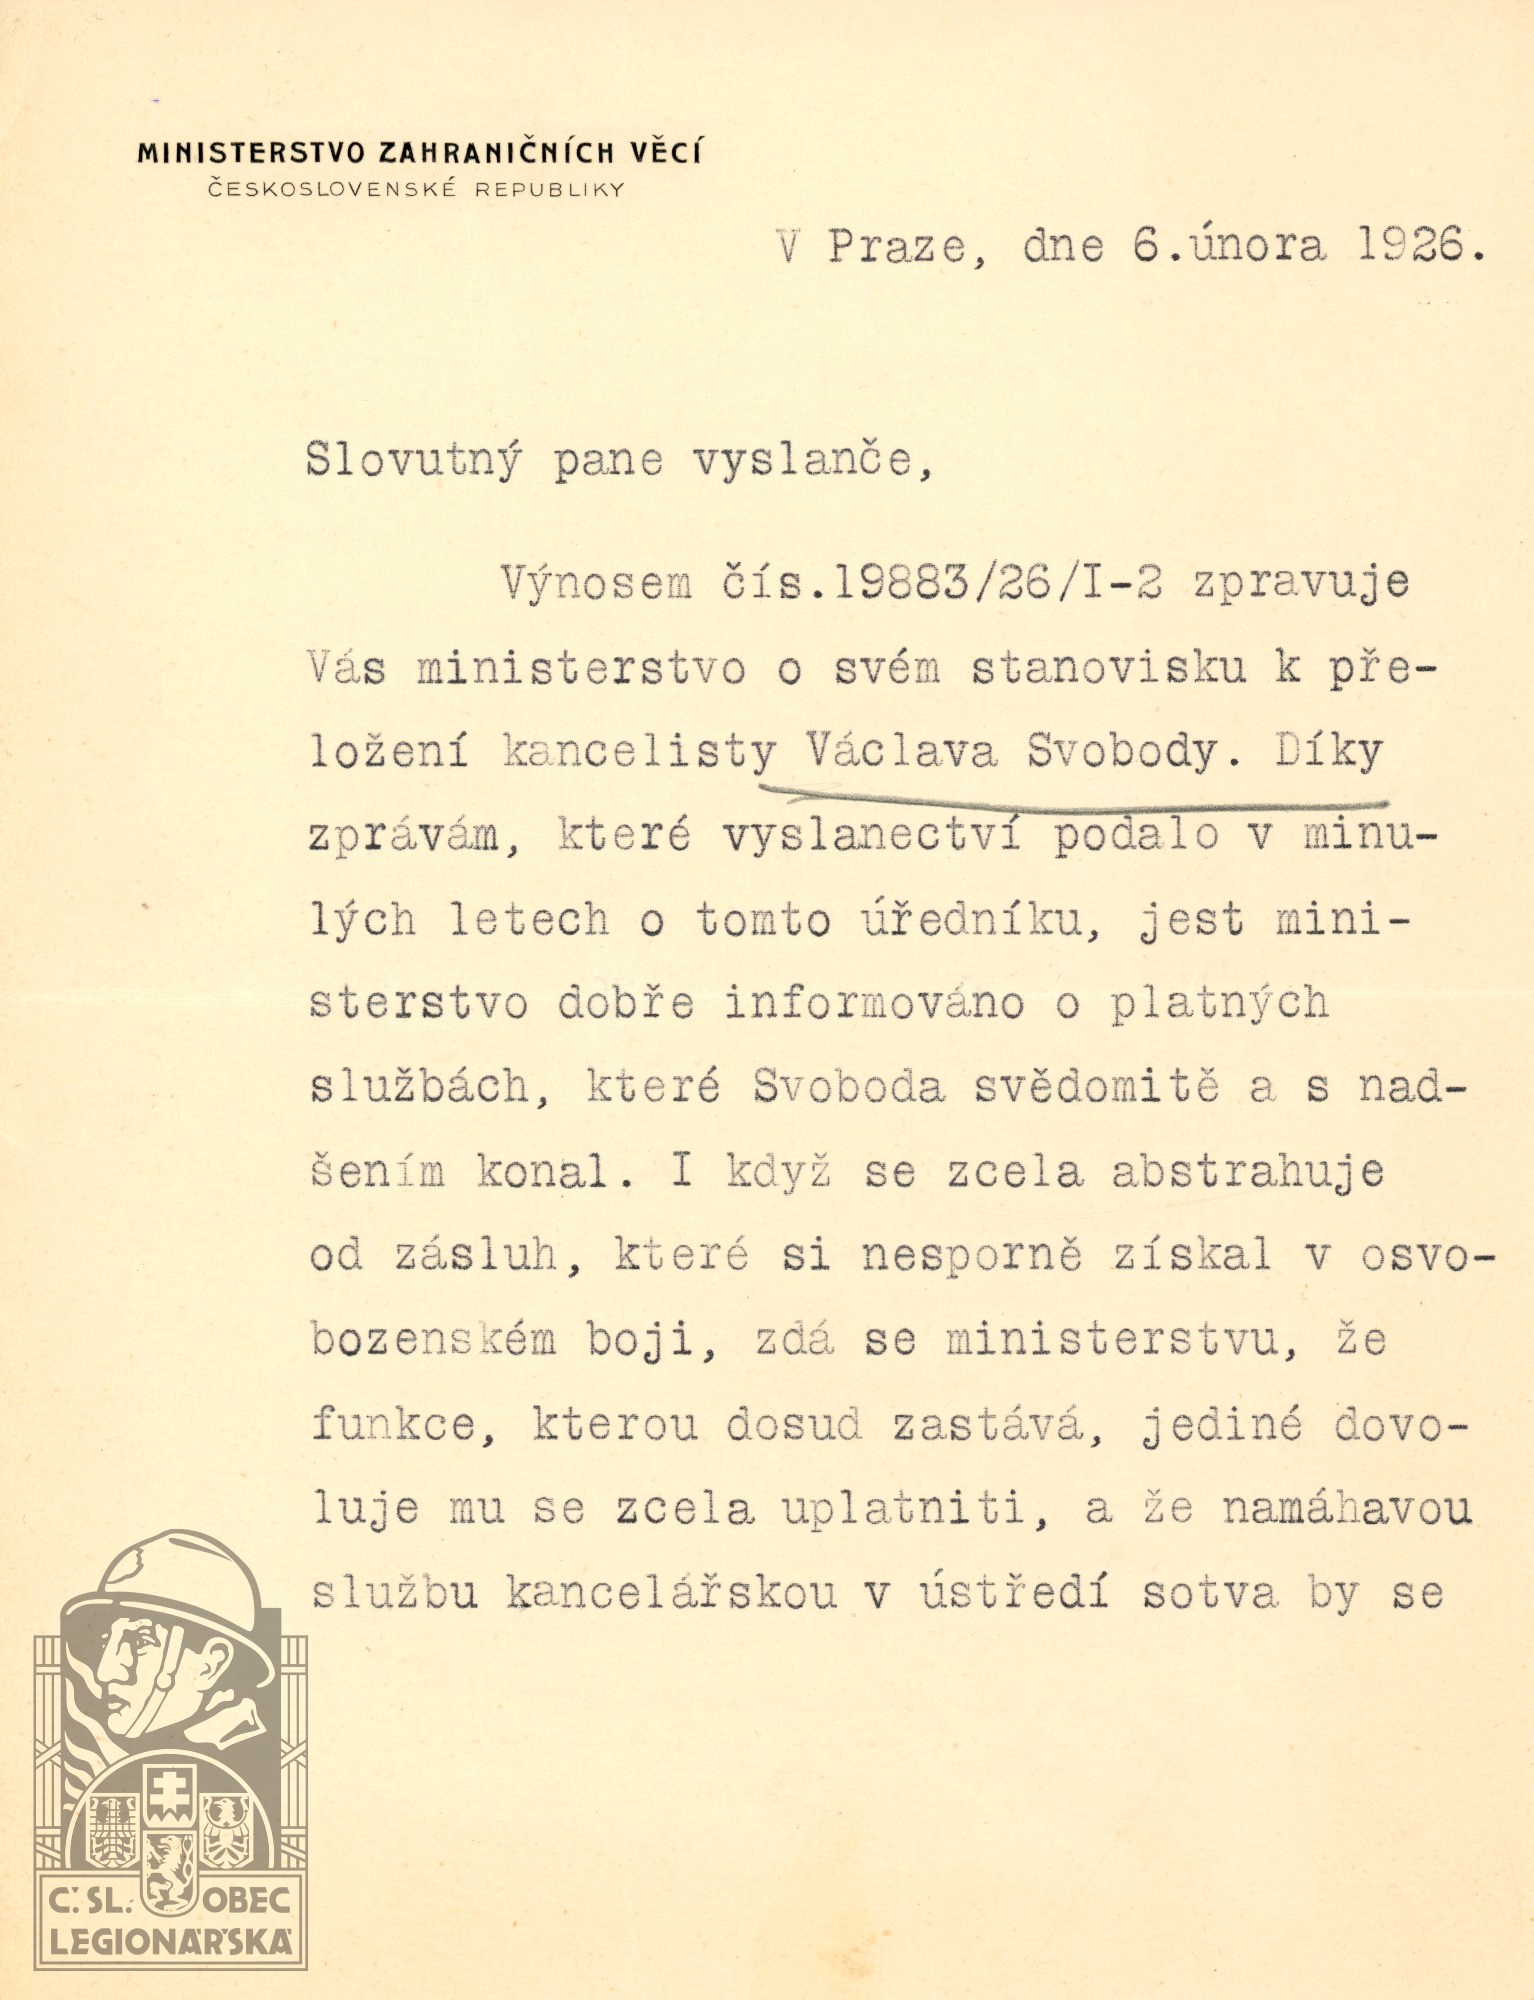 MINISTERSTVO ZAHRANIČNÍCH VĚCÍ
ČESKOSLOVENSKÉ REPUBLIKY
V Praze, dne 6.února 1926.
Slovutný pane vyslanče,
Výnosem čís.19883/26/I-2 zpravuje
Vás ministerstvo o svém stanovisku k pře-
ložení kancelisty Václava Svobody. Díky
zprávám, které vyslanectví podalo v minu-
lých letech o tomto úředníku, jest mini-
sterstvo dobře informováno o platných
službách, které Svoboda svědomitě a s nad-
šením konal. I když se zcela abstrahuje
od zásluh, které si nesporně získal v osvo-
bozenském boji, zdá se ministerstvu, že
funkce, kterou dosud zastává, jediné dovo-
luje mu se zcela uplatniti, a že namáhavou
službu kancelářskou v ústředí sotva by se
Č.SL. OBEC
LEGIONÁŘSKÁ